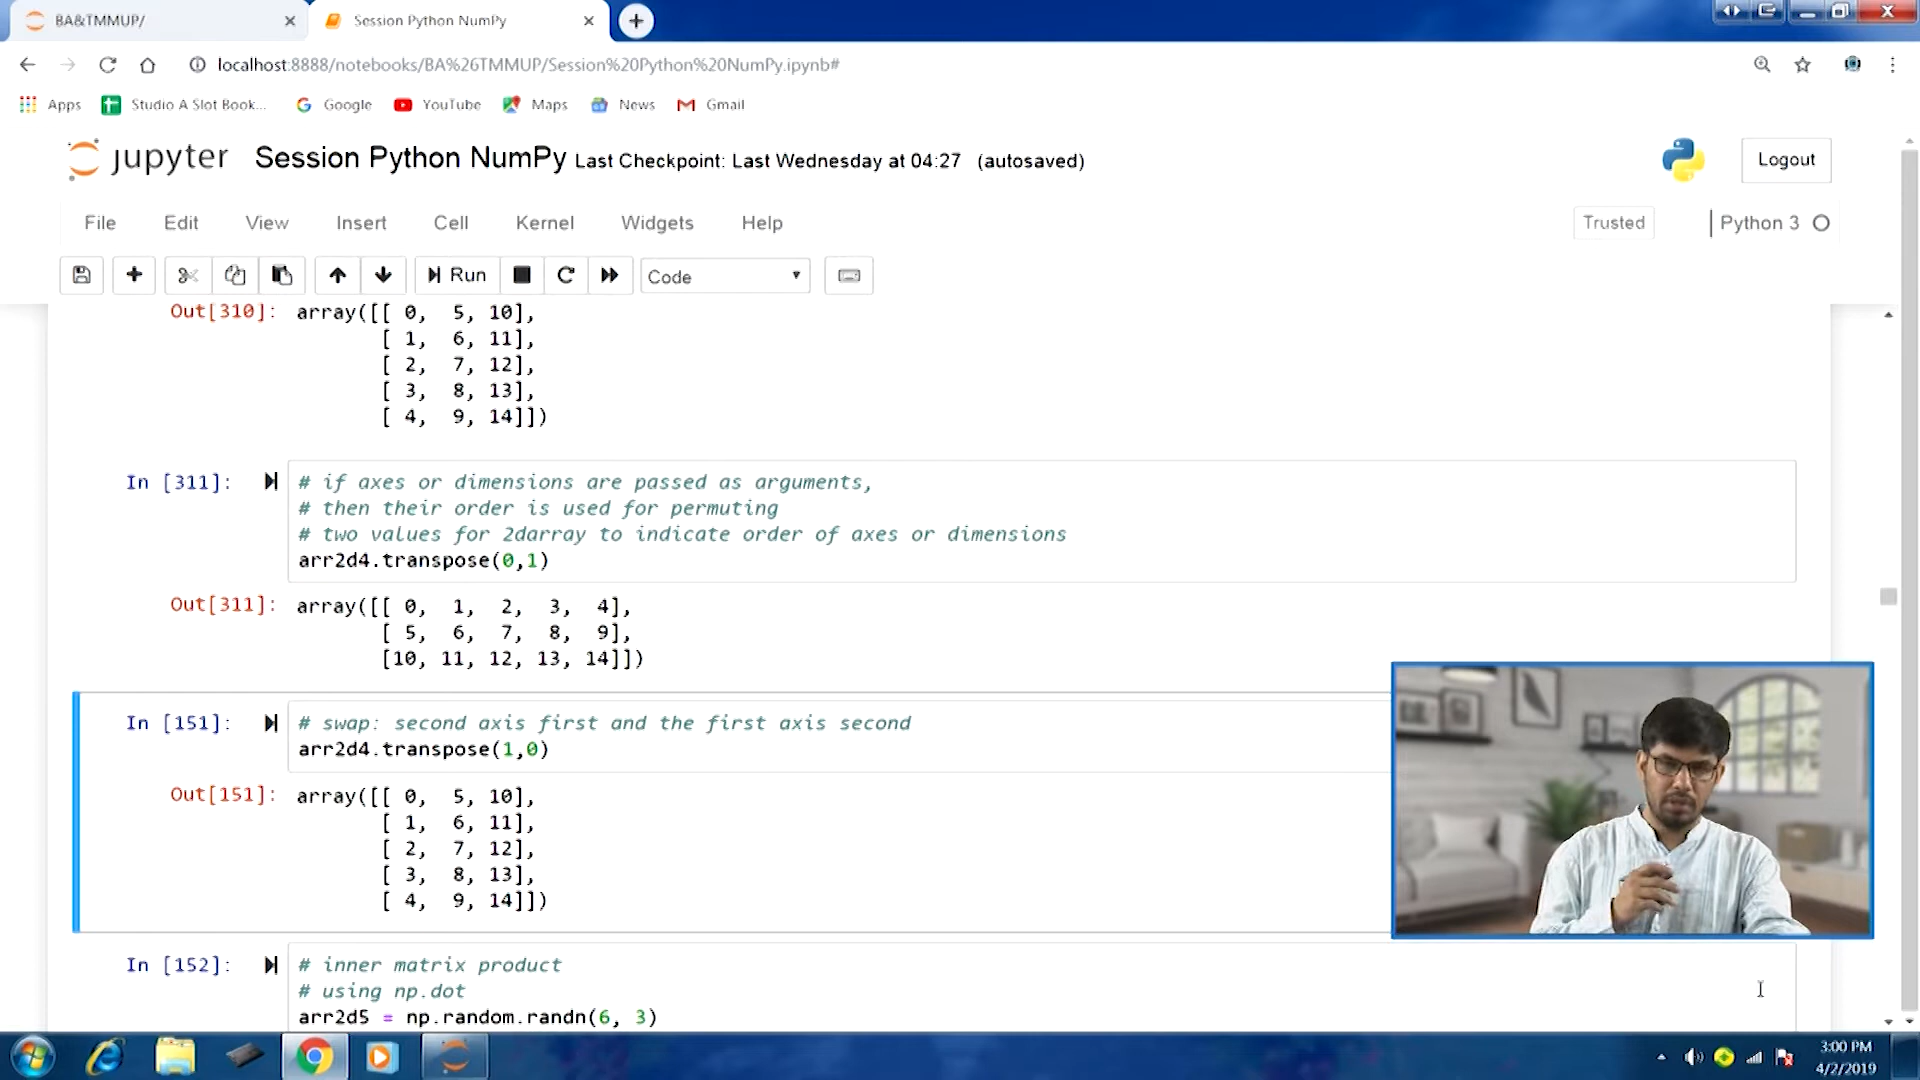 BA&TMMUP/
Session Python NumPy
localhost:8888/notebooks/BA%26TMMUP/Session%20Python%20NumPy.ipynb#
Apps
Studio A Slot Book...
Google
YouTube
Maps
News
Gmail
jupyter
Session Python NumPy
Last Checkpoint: Last Wednesday at 04:27 (autosaved)
Logout
File
Edit
View
Insert
Cell
Kernel
Widgets
Help
Trusted
Python 3
Run
Code
Out[310]: array([[ 0, 5, 10],
[ 1, 6, 11],
[ 2, 7, 12],
[ 3, 8, 13],
[ 4, 9, 14]])
In [311]: # if axes or dimensions are passed as arguments,
# then their order is used for permuting
# two values for 2darray to indicate order of axes or dimensions
arr2d4.transpose(0,1)
Out[311]: array([[ 0, 1, 2, 3, 4],
[ 5, 6, 7, 8, 9],
[10, 11, 12, 13, 14]])
In [151]: # swap: second axis first and the first axis second
arr2d4.transpose(1,0)
Out[151]: array([[ 0, 5, 10],
[ 1, 6, 11],
[ 2, 7, 12],
[ 3, 8, 13],
[ 4, 9, 14]])
In [152]: # inner matrix product
# using np.dot
arr2d5 = np.random.randn(6, 3)
3:00 PM
4/2/2019